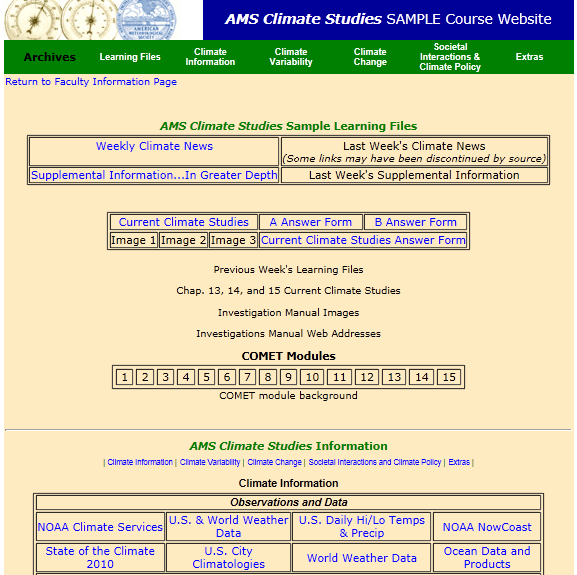 AMERICAN
METEOROLOGICAL
SOCIETY
AMS Climate Studies SAMPLE Course Website
Archives
Learning Files
Climate
Information
Climate
Variability
Climate
Change
Societal
Interactions &
Climate Policy
Extras
Return to Faculty Information Page
AMS Climate Studies Sample Learning Files
Weekly Climate News
Last Week's Climate News
(Some links may have been discontinued by source)
Supplemental Information...In Greater Depth
Last Week's Supplemental Information
Current Climate Studies
A Answer Form
B Answer Form
Image 1
Image 2
Image 3
Current Climate Studies Answer Form
Previous Week's Learning Files
Chap. 13, 14, and 15 Current Climate Studies
Investigation Manual Images
Investigations Manual Web Addresses
COMET Modules
1 2 3 4 5 6 7 8 9 10 11 12 13 14 15
COMET module background
AMS Climate Studies Information
| Climate Information | Climate Variability | Climate Change | Societal Interactions and Climate Policy | Extras |
Climate Information
Observations and Data
NOAA Climate Services
U.S. & World Weather
Data
U.S. Daily Hi/Lo Temps
& Precip
NOAA NowCoast
State of the Climate
2010
U.S. City
Climatologies
World Weather Data
Ocean Data and
Products